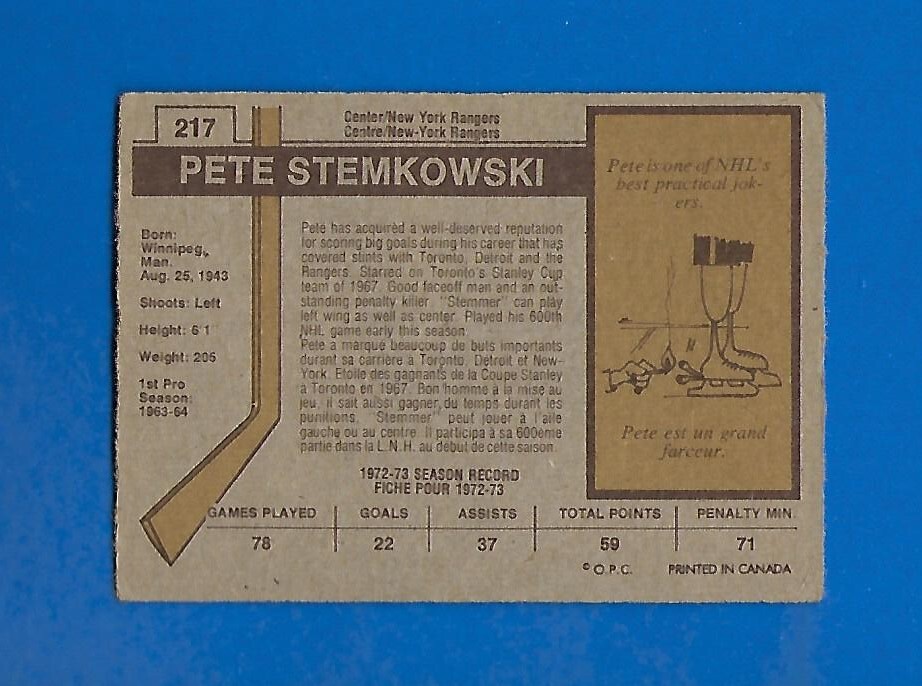 217
Center/New York Rangers
Centre/New-York Rangers
PETE STEMKOWSKI
Born:
Winnipeg,
Man.
Aug. 25, 1943
Shoots: Left
Height: 6'1"
Weight: 205
1st Pro
Season:
1963-64
Pete has acquired a well-deserved reputation
for scoring big goals during his career that has
covered stints with Toronto, Detroit and the
Rangers. Starred on Toronto's Stanley Cup
team of 1967. Good faceoff man and an out-
standing penalty killer. "Stemmer" can play
left wing as well as center. Played his 600th
NHL game early this season.
Pete a marqué beaucoup de buts importants
durant sa carrière à Toronto, Détroit et New-
York. Etoile des gagnants de la Coupe Stanley
à Toronto en 1967. Bon homme à la mise au
jeu, il sait aussi gagner du temps durant les
punitions. "Stemmer" peut jouer à l'aile
gauche ou au centre. Il participa à sa 600ème
partie dans la L.N.H. au début de cette saison.
1972-73 SEASON RECORD
FICHE POUR 1972-73
GAMES PLAYED GOALS ASSISTS TOTAL POINTS PENALTY MIN.
78 22 37 59 71
© O.P.C. PRINTED IN CANADA
Pete is one of NHL's
best practical jok-
ers.
Pete est un grand
farceur.